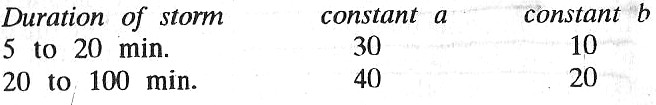 Duration of storm constant a constant b
5 to 20 min. 30 10
20 to 100 min. 40 20